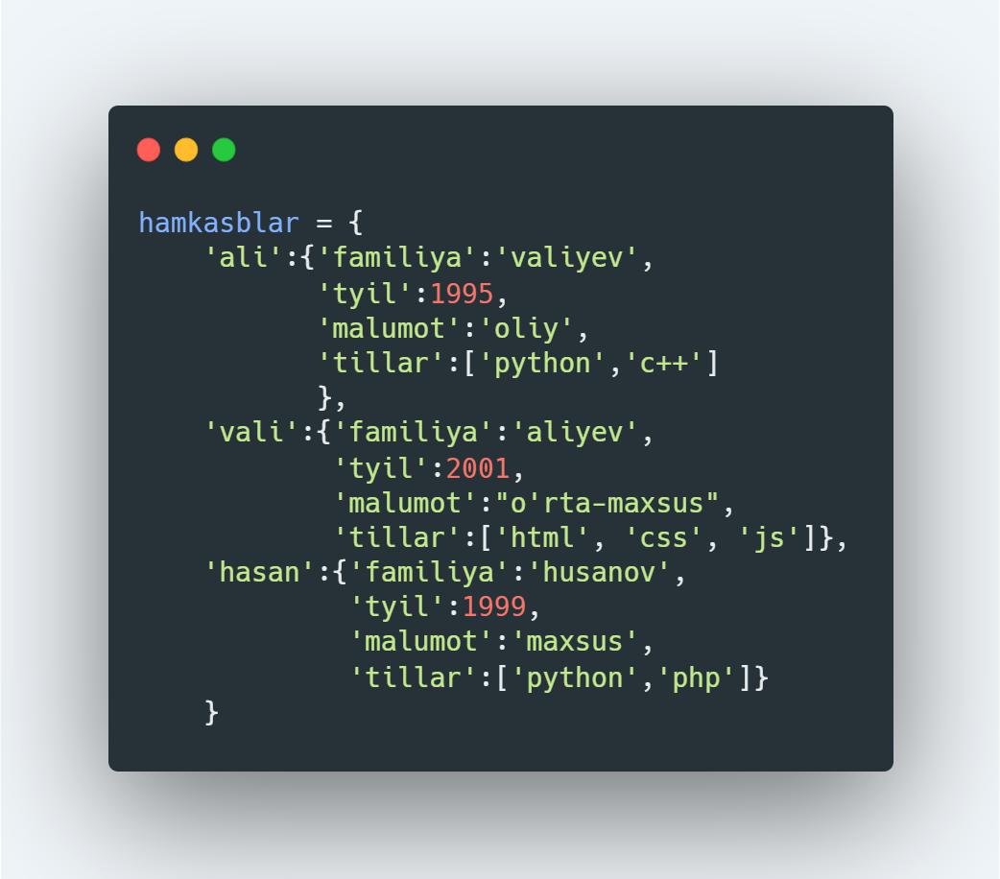 hamkasblar = {
    'ali':{'familiya':'valiyev',
           'tyil':1995,
           'malumot':'oliy',
           'tillar':['python','c++']
           },
    'vali':{'familiya':'aliyev',
            'tyil':2001,
            'malumot':"o'rta-maxsus",
            'tillar':['html', 'css', 'js']},
    'hasan':{'familiya':'husanov',
             'tyil':1999,
             'malumot':'maxsus',
             'tillar':['python','php']}
    }